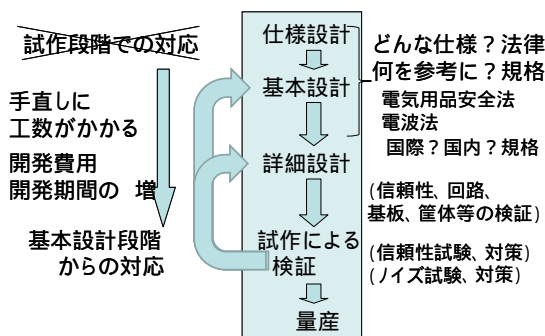 試作段階での対応
手直しに
工数がかかる
開発費用
開発期間の 増
基本設計段階
からの対応
仕様設計
基本設計
詳細設計
試作による
検証
量産
どんな仕様?法律
何を参考に?規格
電気用品安全法
電波法
国際?国内?規格
(信頼性、回路、
基板、筐体等の検証)
(信頼性試験、対策)
(ノイズ試験、対策)